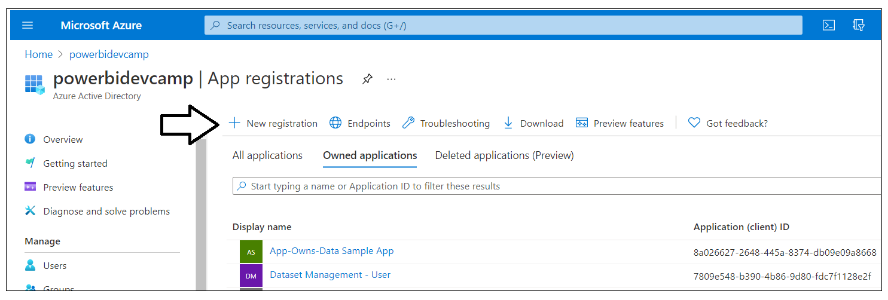 Microsoft Azure
Search resources, services, and docs (G+/)
Home > powerbidevcamp
powerbidevcamp | App registrations
Azure Active Directory
New registration Endpoints Troubleshooting Download Preview features Got feedback?
Overview
Getting started
Preview features
Diagnose and solve problems
Manage
Users
Groups
All applications Owned applications Deleted applications (Preview)
Start typing a name or Application ID to filter these results
Display name Application (client) ID
AS App-Owns-Data Sample App 8a026627-2648-445a-8374-db09e09a8668
DM Dataset Management - User 7809e548-b390-4b86-9d80-fdc7f1128e2f